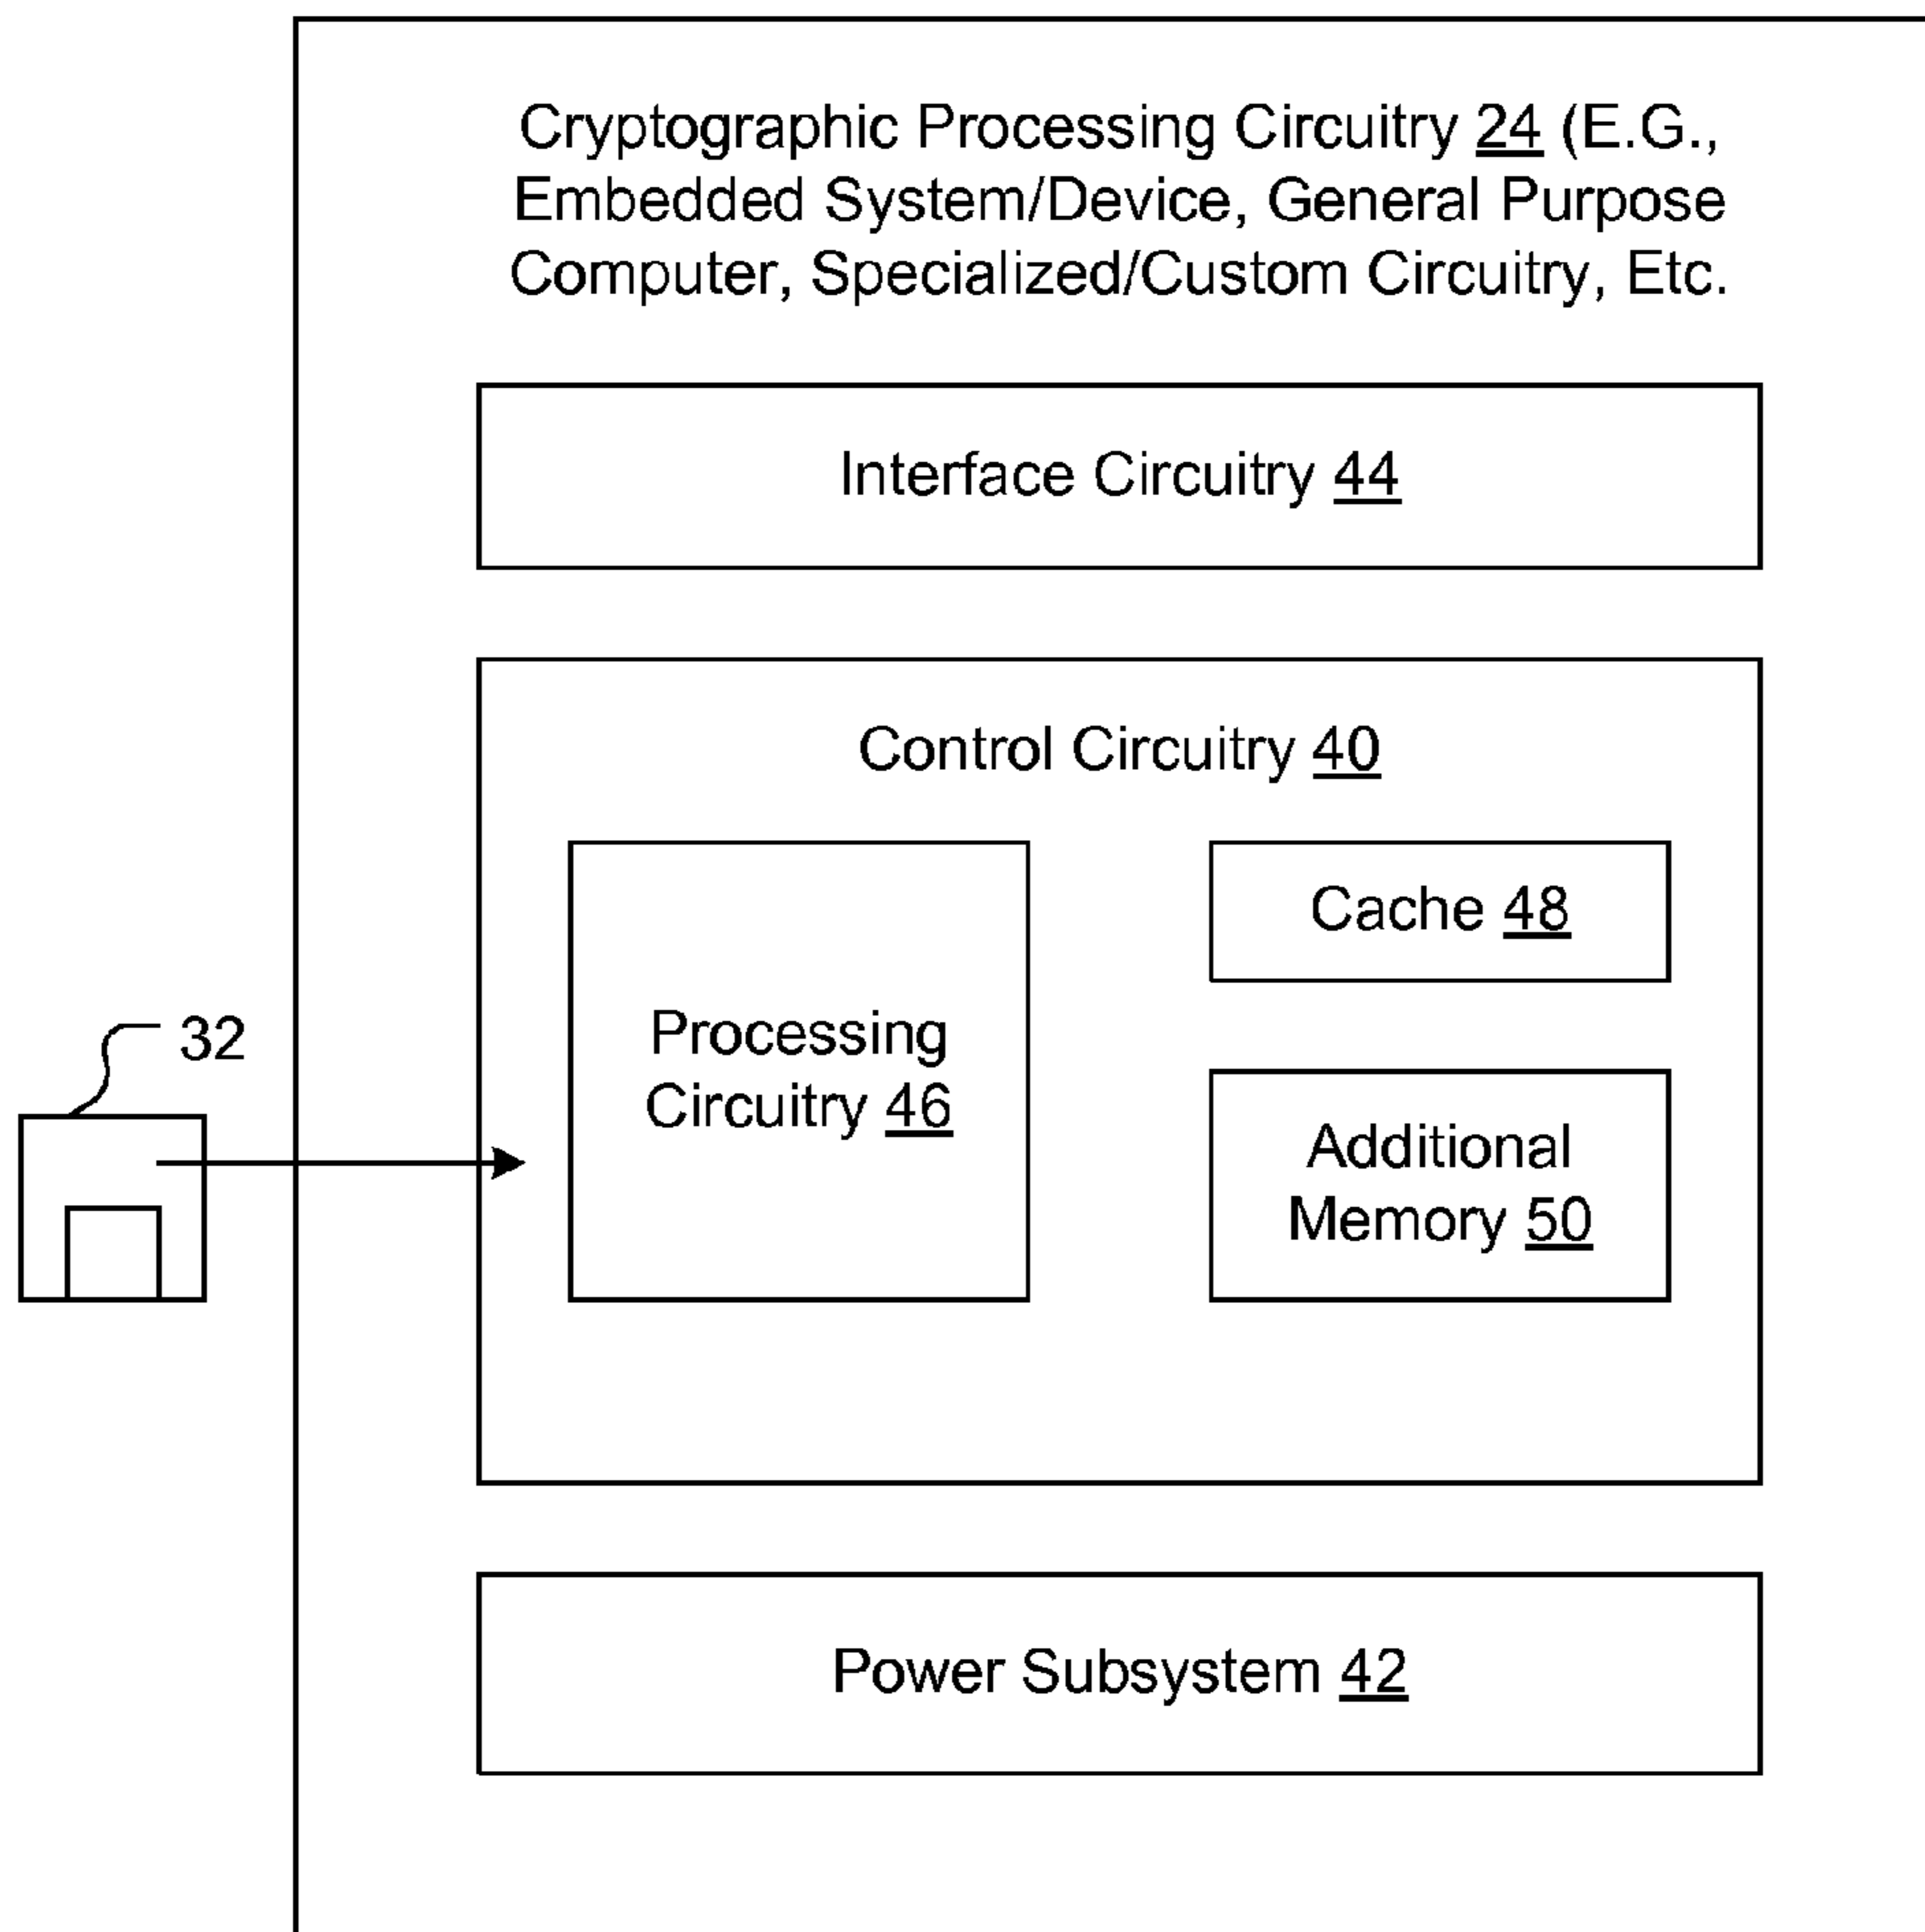 Cryptographic Processing Circuitry 24 (E.G.,
Embedded System/Device, General Purpose
Computer, Specialized/Custom Circuitry, Etc.
Interface Circuitry 44
Control Circuitry 40
Cache 48
Processing
Circuitry 46
32
Additional
Memory 50
Power Subsystem 42